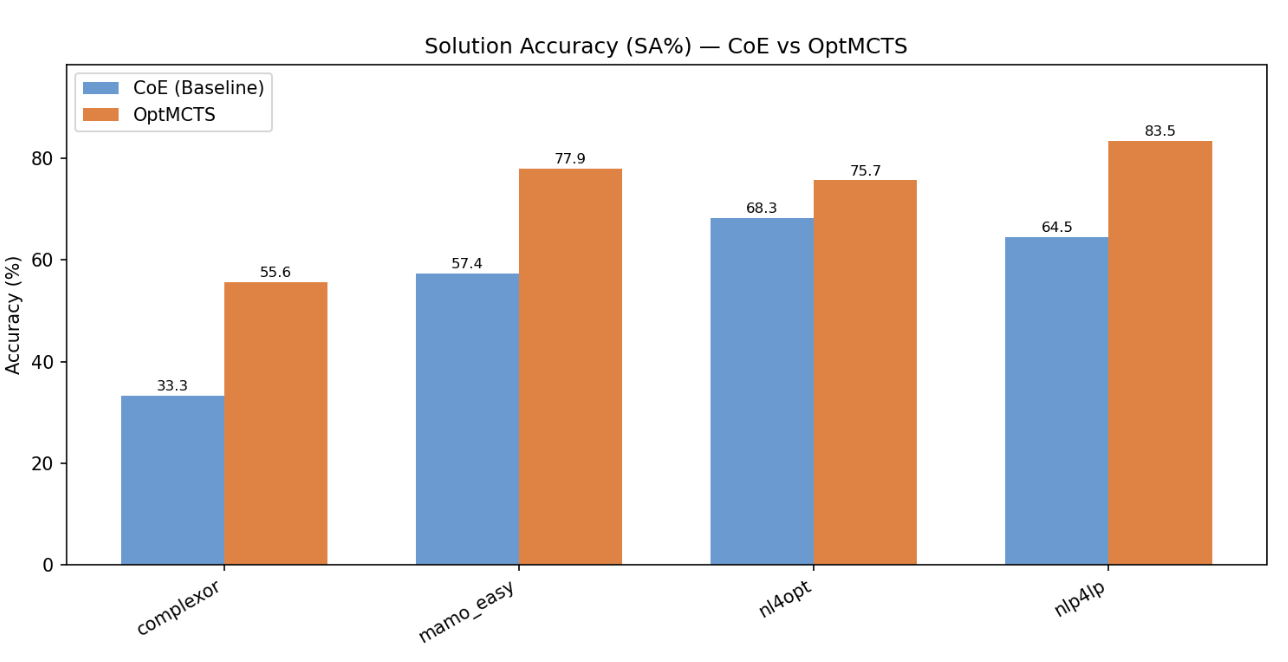 Solution Accuracy (SA%) — CoE vs OptMCTS
CoE (Baseline)
OptMCTS
Accuracy (%)
80
60
40
20
0
33.3
55.6
57.4
77.9
68.3
75.7
64.5
83.5
complexor
mamo_easy
nl4opt
nlp4lp